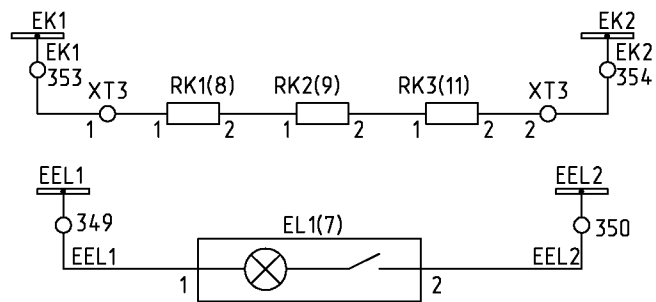 EK1
EK2
EK1
EK2
353
354
XT3
RK1(8)
RK2(9)
RK3(11)
XT3
1
1
2
1
2
1
2
2
EEL1
EEL2
349
EL1(7)
350
EEL1
1
2
EEL2